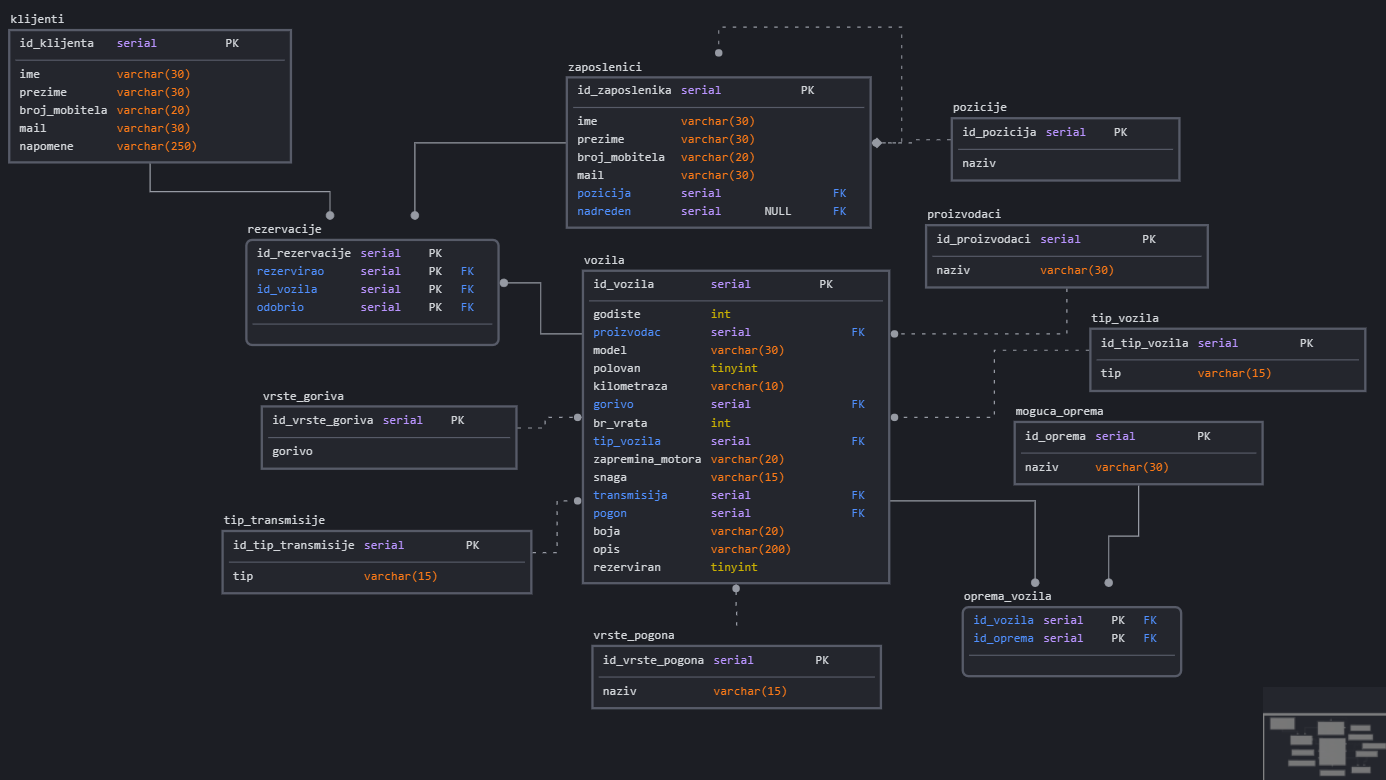 klijenti
id_klijenta serial PK
ime varchar(30)
prezime varchar(30)
broj_mobitela varchar(20)
mail varchar(30)
napomene varchar(250)
zaposlenici
id_zaposlenika serial PK
ime varchar(30)
prezime varchar(30)
broj_mobitela varchar(20)
mail varchar(30)
pozicija serial FK
nadreden serial NULL FK
pozicije
id_pozicija serial PK
naziv
rezervacije
id_rezervacije serial PK
rezervirao serial PK FK
id_vozila serial PK FK
odobrio serial PK FK
vozila
id_vozila serial PK
godiste int
proizvodac serial FK
model varchar(30)
polovan tinyint
kilometraza varchar(10)
gorivo serial FK
br_vrata int
tip_vozila serial FK
zapremina_motora varchar(20)
snaga varchar(15)
transmisija serial FK
pogon serial FK
boja varchar(20)
opis varchar(200)
rezerviran tinyint
proizvodaci
id_proizvodaci serial PK
naziv varchar(30)
tip_vozila
id_tip_vozila serial PK
tip varchar(15)
vrste_goriva
id_vrste_goriva serial PK
gorivo
moguca_oprema
id_oprema serial PK
naziv varchar(30)
tip_transmisije
id_tip_transmisije serial PK
tip varchar(15)
oprema_vozila
id_vozila serial PK FK
id_oprema serial PK FK
vrste_pogona
id_vrste_pogona serial PK
naziv varchar(15)